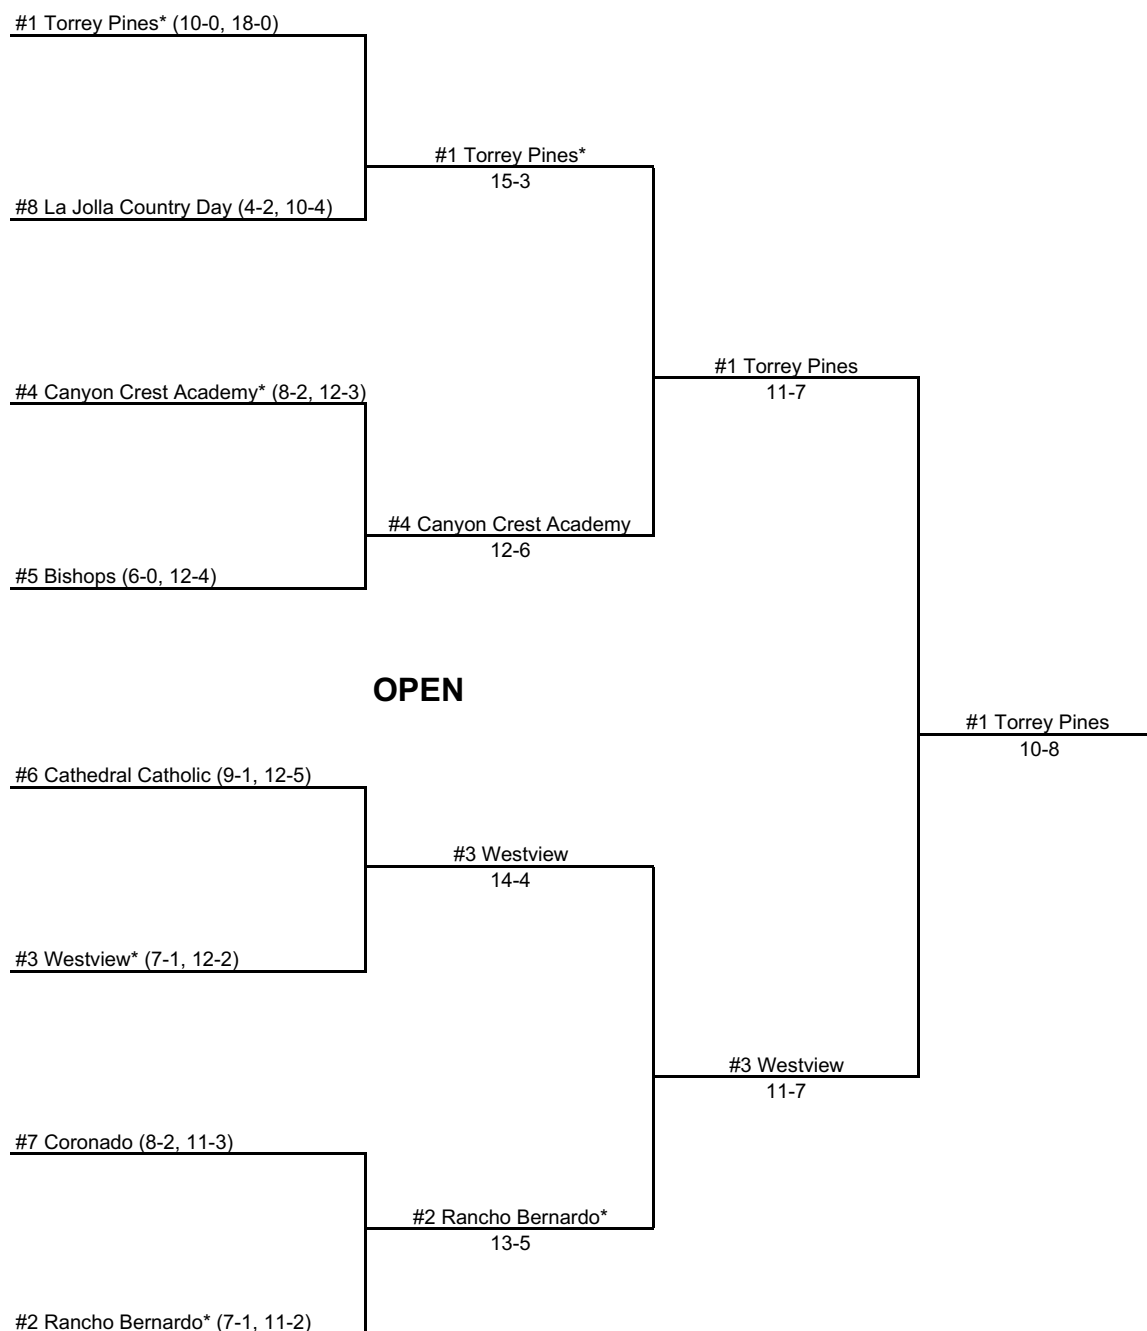 #1 Torrey Pines* (10-0, 18-0)
#1 Torrey Pines*
15-3
#8 La Jolla Country Day (4-2, 10-4)
#1 Torrey Pines
11-7
#4 Canyon Crest Academy* (8-2, 12-3)
#4 Canyon Crest Academy
12-6
#5 Bishops (6-0, 12-4)
OPEN
#1 Torrey Pines
10-8
#6 Cathedral Catholic (9-1, 12-5)
#3 Westview
14-4
#3 Westview* (7-1, 12-2)
#3 Westview
11-7
#7 Coronado (8-2, 11-3)
#2 Rancho Bernardo*
13-5
#2 Rancho Bernardo* (7-1, 11-2)